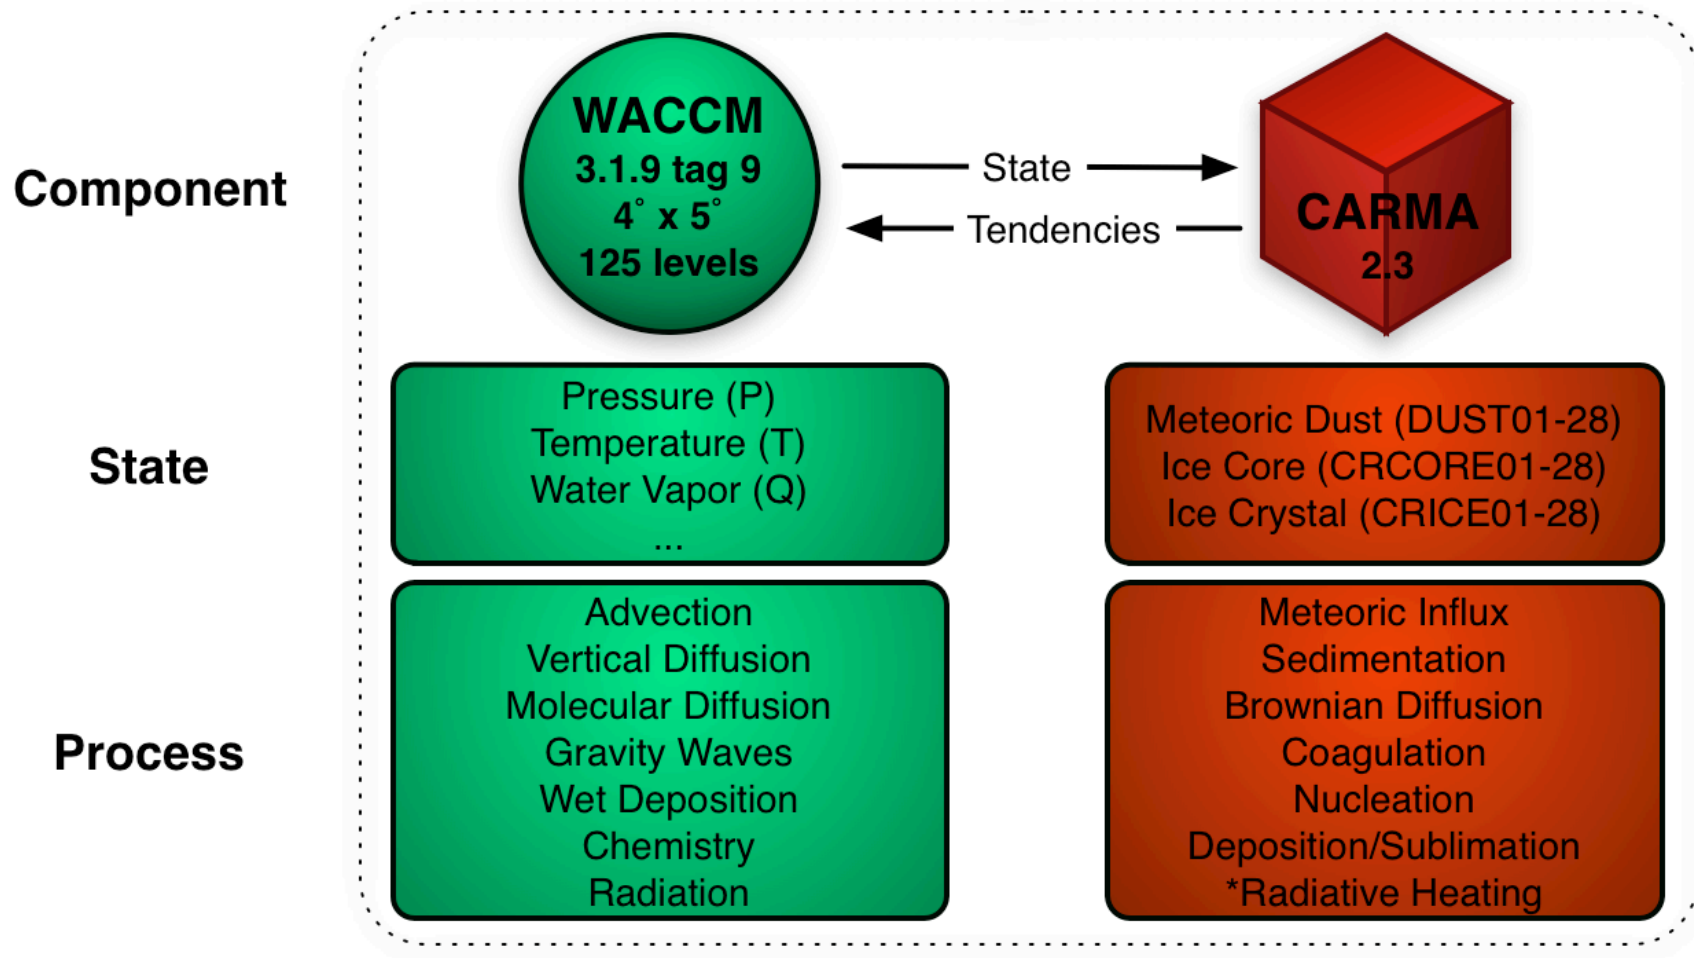 Component
WACCM
3.1.9 tag 9
4° x 5°
125 levels
State
Tendencies
CARMA
2.3
State
Pressure (P)
Temperature (T)
Water Vapor (Q)
...
Meteoric Dust (DUST01-28)
Ice Core (CRCORE01-28)
Ice Crystal (CRICE01-28)
Process
Advection
Vertical Diffusion
Molecular Diffusion
Gravity Waves
Wet Deposition
Chemistry
Radiation
Meteoric Influx
Sedimentation
Brownian Diffusion
Coagulation
Nucleation
Deposition/Sublimation
*Radiative Heating